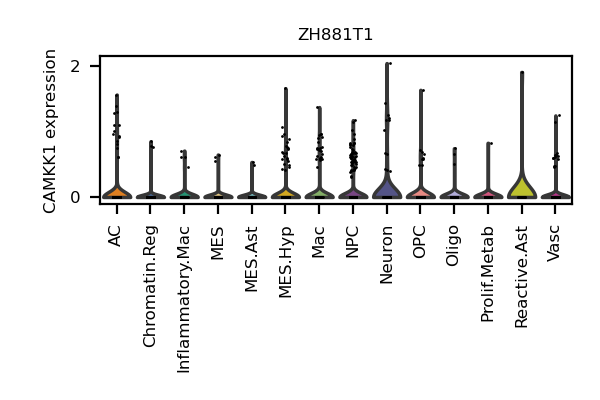 ZH881T1
CAMKK1 expression
2
0
AC
Chromatin.Reg
Inflammatory.Mac
MES
MES.Ast
MES.Hyp
Mac
NPC
Neuron
OPC
Oligo
Prolif.Metab
Reactive.Ast
Vasc